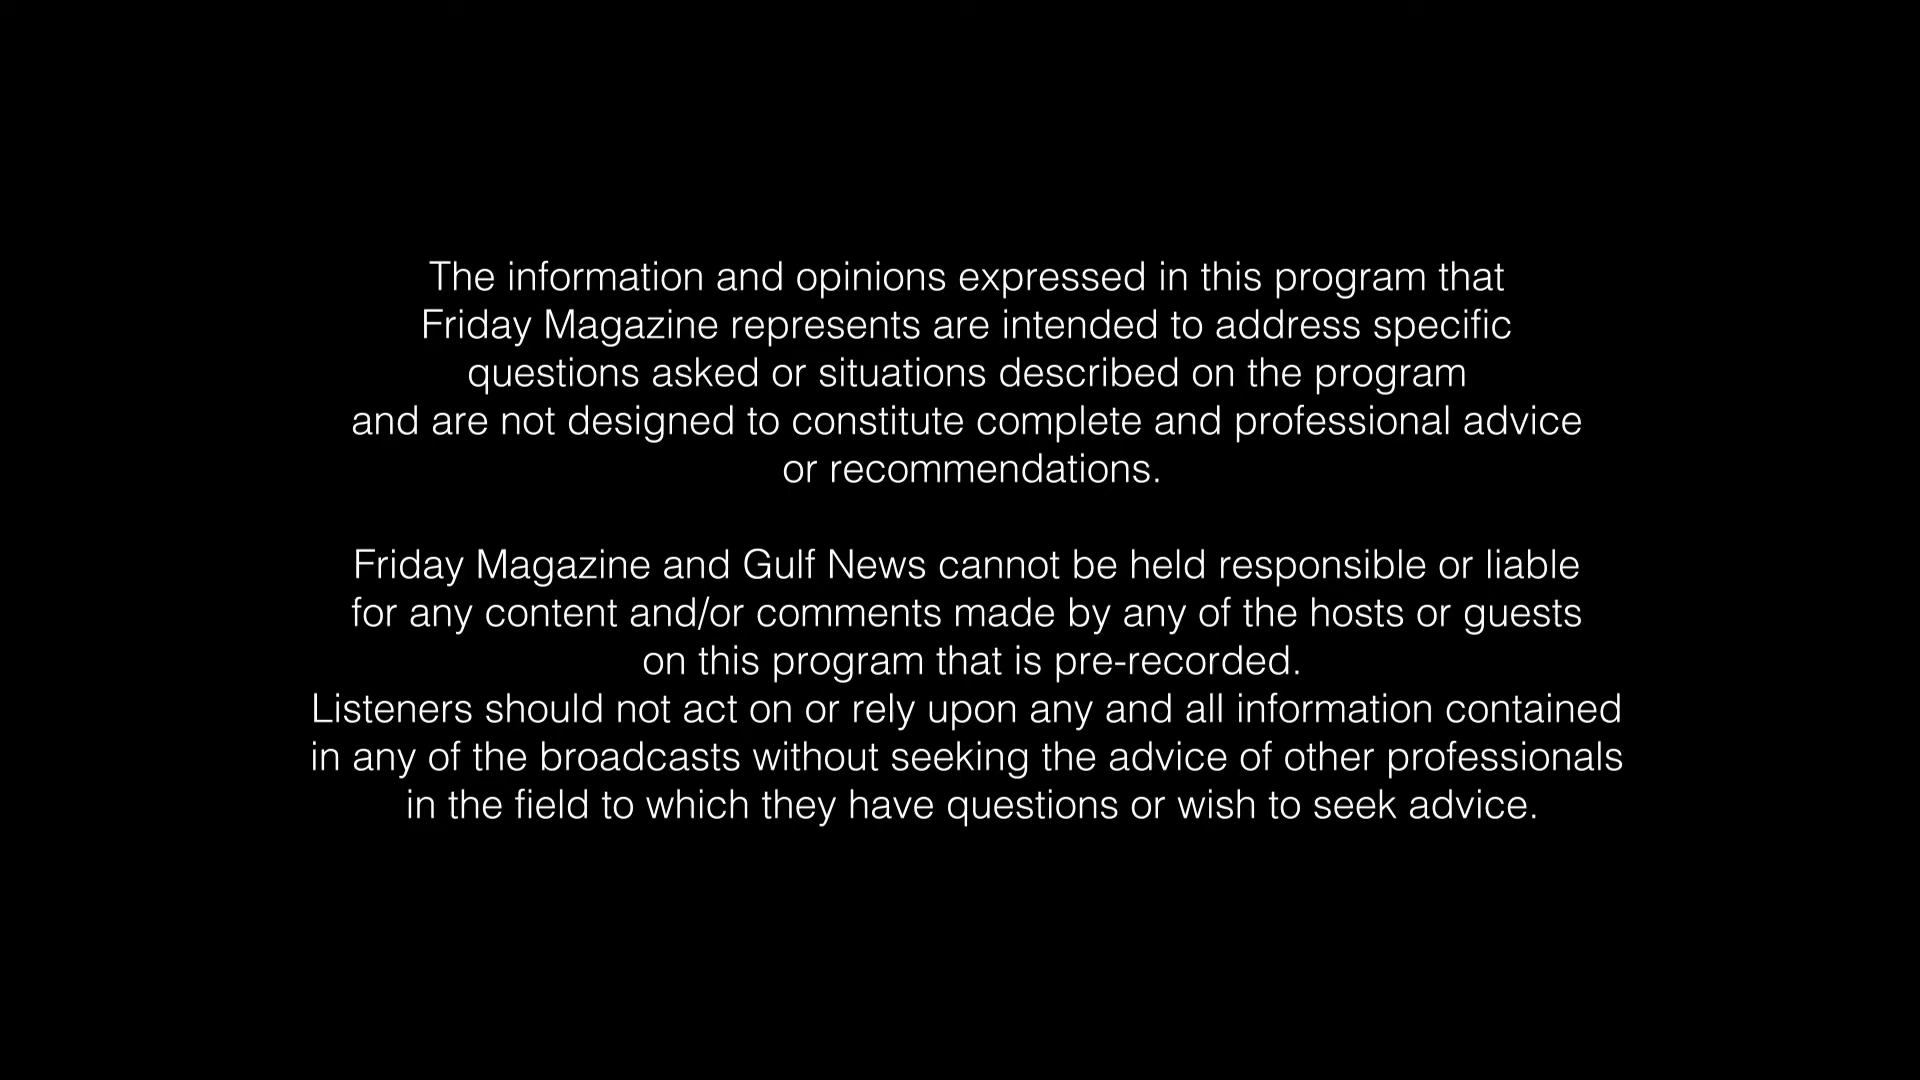 The information and opinions expressed in this program that
Friday Magazine represents are intended to address specific
questions asked or situations described on the program
and are not designed to constitute complete and professional advice
or recommendations.
Friday Magazine and Gulf News cannot be held responsible or liable
for any content and/or comments made by any of the hosts or guests
on this program that is pre-recorded.
Listeners should not act on or rely upon any and all information contained
in any of the broadcasts without seeking the advice of other professionals
in the field to which they have questions or wish to seek advice.